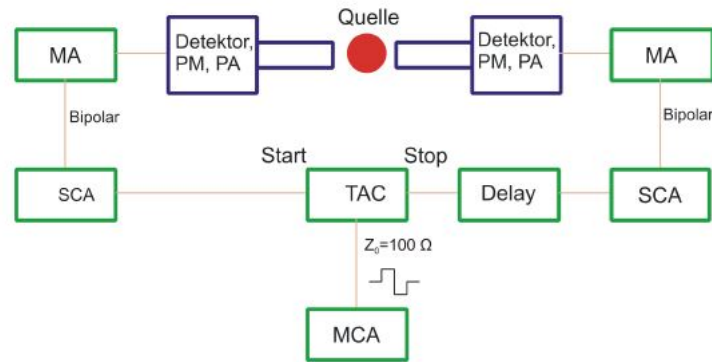 Quelle
MA
Detektor,
PM, PA
Detektor,
PM, PA
MA
Bipolar
Bipolar
Start
Stop
SCA
TAC
Delay
SCA
Z₀=100 Ω
MCA